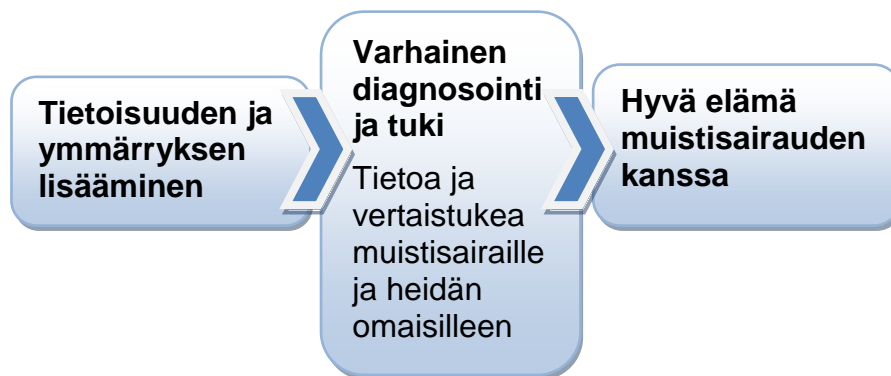 Tietoisuuden ja
ymmärryksen
lisääminen
Varhainen
diagnosointi
ja tuki
Tietoa ja
vertaistukea
muistisairaille
ja heidän
omaisilleen
Hyvä elämä
muistisairauden
kanssa